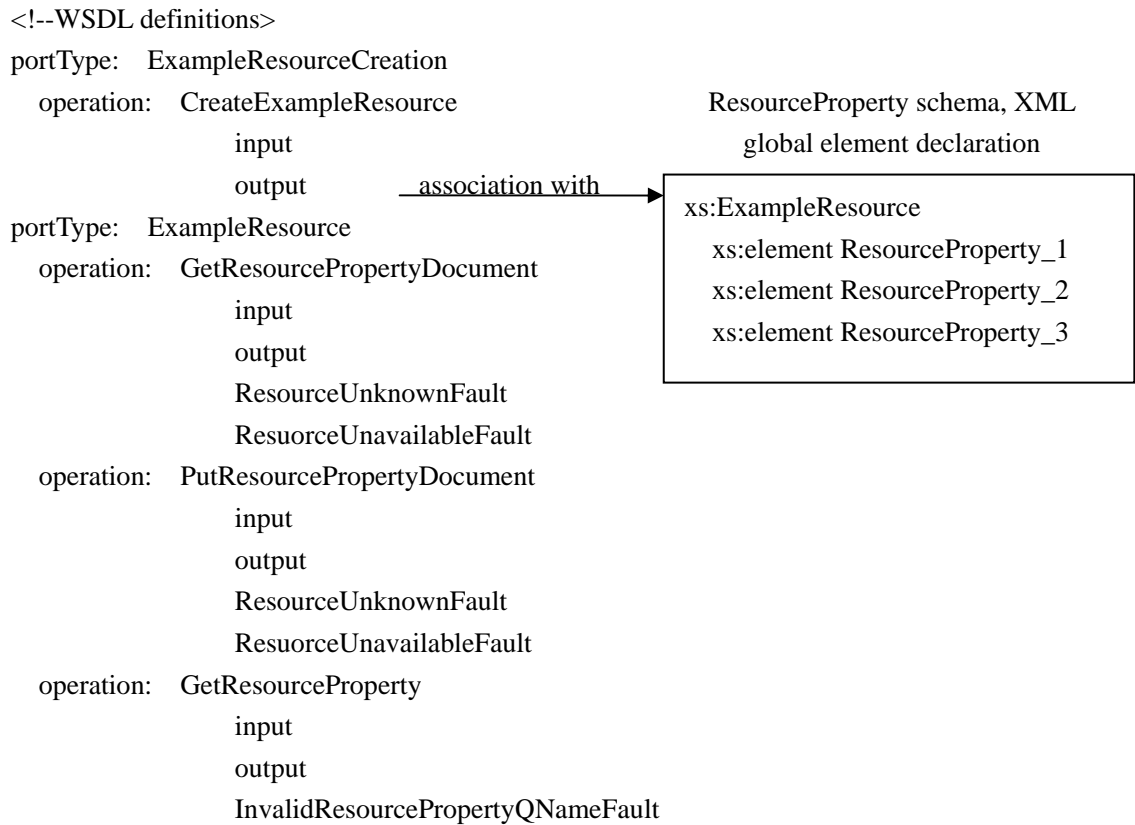 <!--WSDL definitions>
portType: ExampleResourceCreation
operation: CreateExampleResource
input
output
association with
ResourceProperty schema, XML
global element declaration
xs:ExampleResource
xs:element ResourceProperty_1
xs:element ResourceProperty_2
xs:element ResourceProperty_3
portType: ExampleResource
operation: GetResourcePropertyDocument
input
output
ResourceUnknownFault
ResuorceUnavailableFault
operation: PutResourcePropertyDocument
input
output
ResourceUnknownFault
ResuorceUnavailableFault
operation: GetResourceProperty
input
output
InvalidResourcePropertyQNameFault